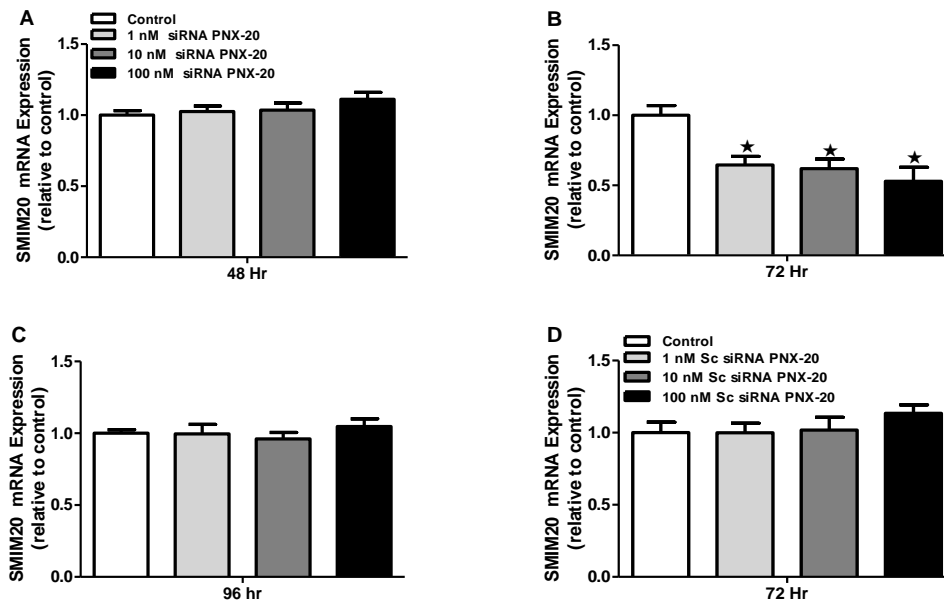 A
Control
1 nM siRNA PNX-20
10 nM siRNA PNX-20
100 nM siRNA PNX-20
SMIM20 mRNA Expression
(relative to control)
1.5
1.0
0.5
0.0
48 Hr
B
SMIM20 mRNA Expression
(relative to control)
1.5
1.0
0.5
0.0
★
★
★
72 Hr
C
SMIM20 mRNA Expression
(relative to control)
1.5
1.0
0.5
0.0
96 hr
D
Control
1 nM Sc siRNA PNX-20
10 nM Sc siRNA PNX-20
100 nM Sc siRNA PNX-20
SMIM20 mRNA Expression
(relative to control)
1.5
1.0
0.5
0.0
72 Hr